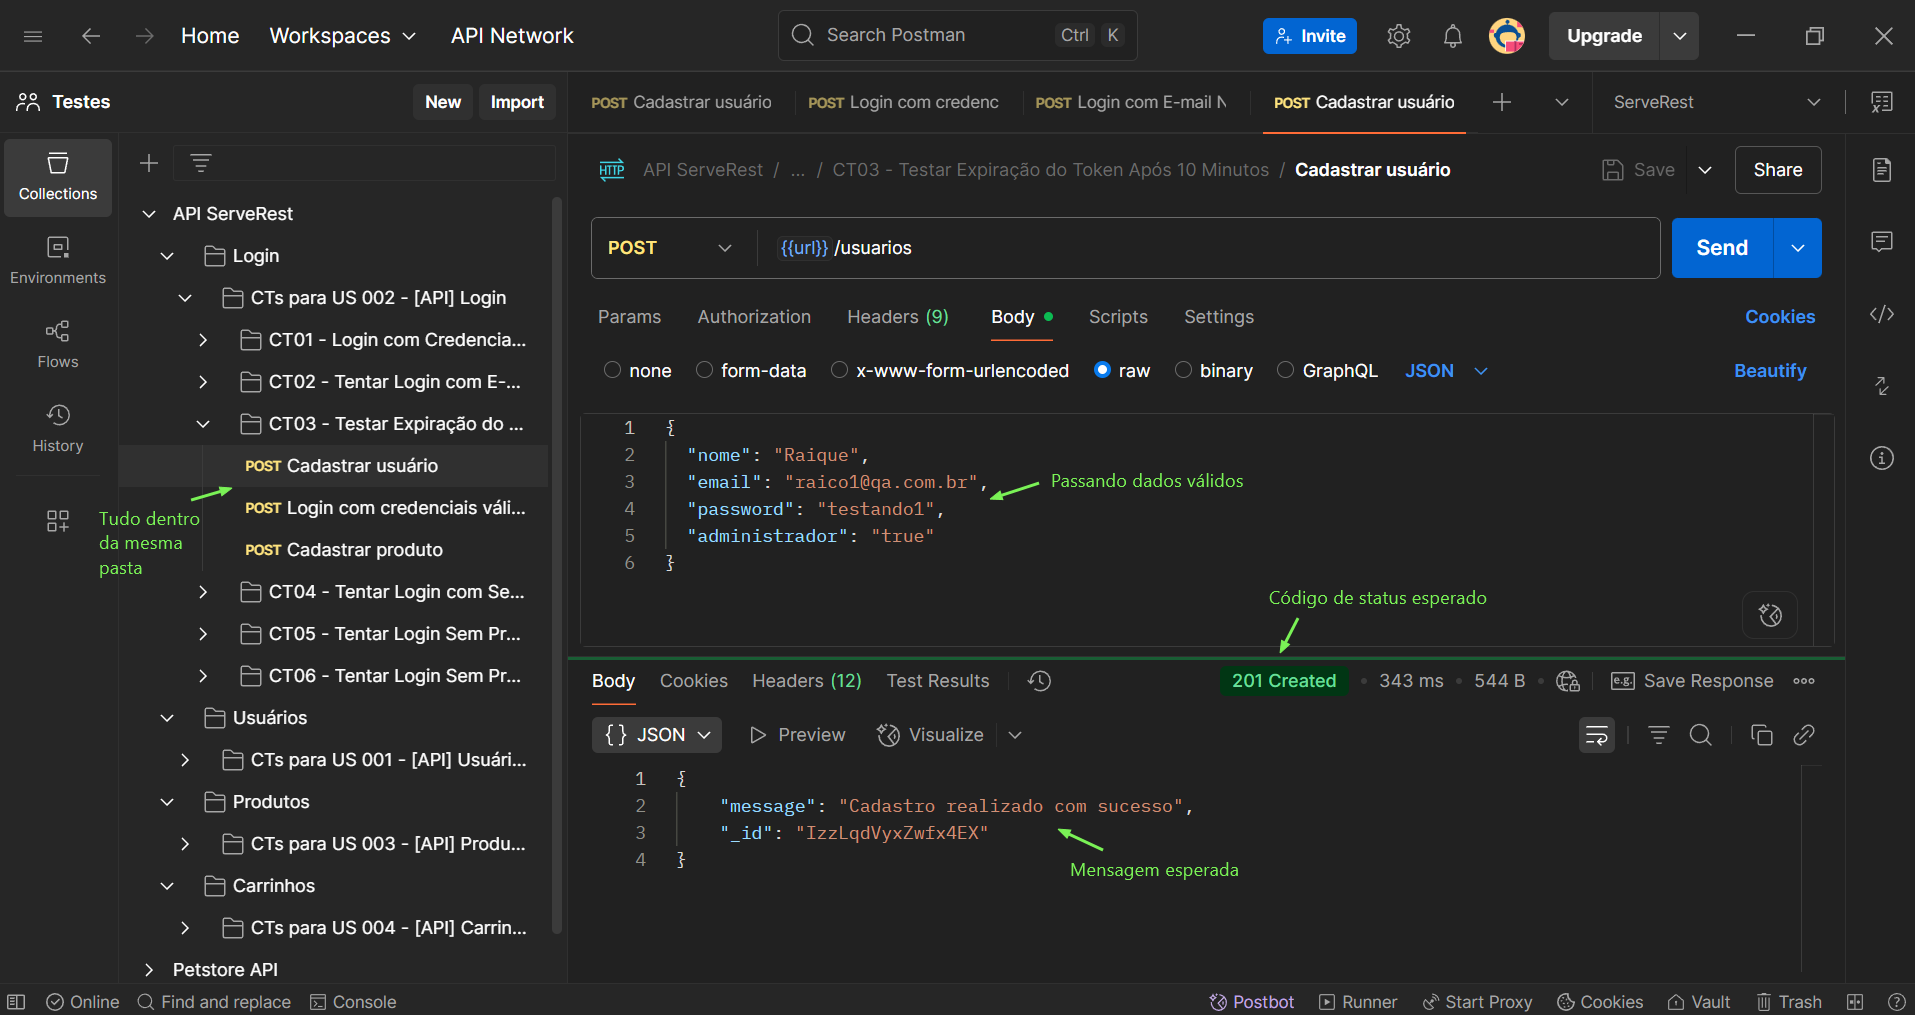 Home Workspaces API Network Search Postman Ctrl K Invite Upgrade
Testes New Import
POST Cadastrar usuário POST Login com credenc POST Login com E-mail N POST Cadastrar usuário ServeRest
Collections
Environments
Flows
History
API ServeRest
Login
CTs para US 002 - [API] Login
CT01 - Login com Credencia...
CT02 - Tentar Login com E-...
CT03 - Testar Expiração do ...
POST Cadastrar usuário
POST Login com credenciais váli...
POST Cadastrar produto
Tudo dentro
da mesma
pasta
CT04 - Tentar Login com Se...
CT05 - Tentar Login Sem Pr...
CT06 - Tentar Login Sem Pr...
Usuários
CTs para US 001 - [API] Usuári...
Produtos
CTs para US 003 - [API] Produ...
Carrinhos
CTs para US 004 - [API] Carrin...
Petstore API
HTTP API ServeRest / ... / CT03 - Testar Expiração do Token Após 10 Minutos / Cadastrar usuário Save Share
POST {{url}} /usuarios Send
Params Authorization Headers (9) Body Scripts Settings Cookies
none form-data x-www-form-urlencoded raw binary GraphQL JSON Beautify
1 {
2 "nome": "Raique",
3 "email": "raico1@qa.com.br",
4 "password": "testando1",
5 "administrador": "true"
6 }
Passando dados válidos
Código de status esperado
Body Cookies Headers (12) Test Results 201 Created • 343 ms • 544 B • e.g. Save Response
{ } JSON Preview Visualize
1 {
2 "message": "Cadastro realizado com sucesso",
3 "_id": "IzzLqdVyxZwfx4EX"
4 }
Mensagem esperada
Online Find and replace Console Postbot Runner Start Proxy Cookies Vault Trash